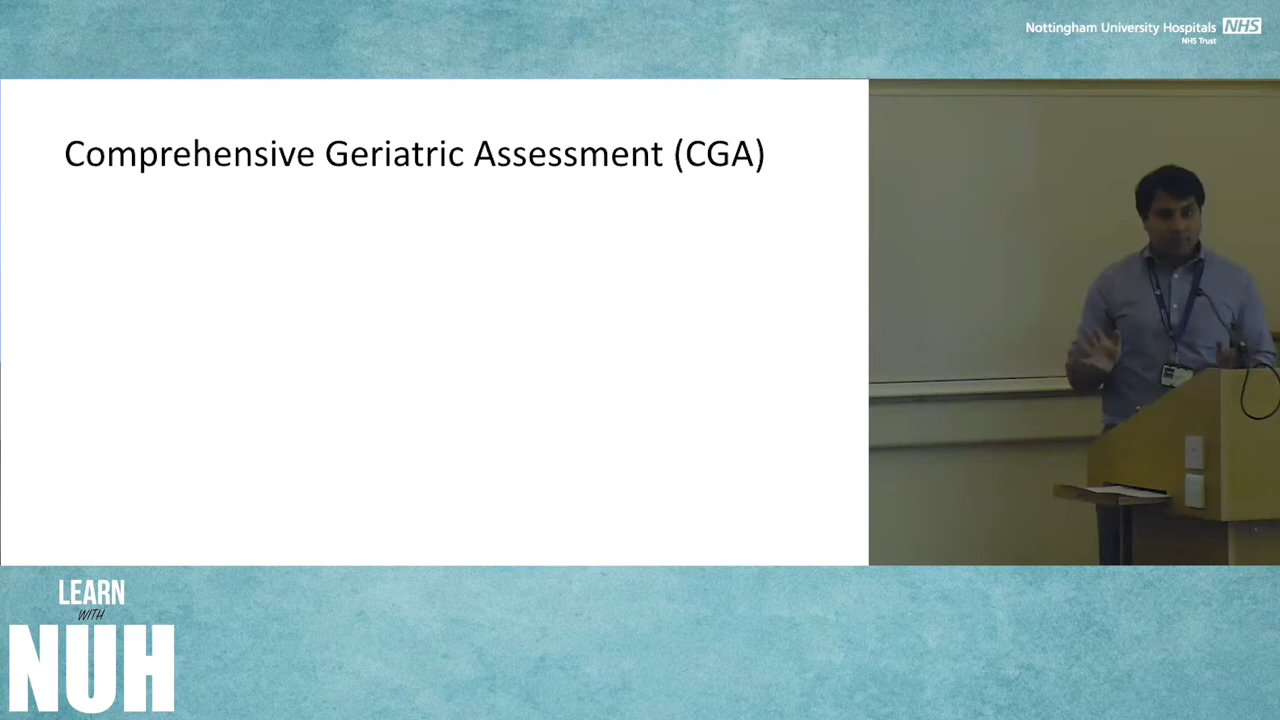 Nottingham University Hospitals NHS
NHS Trust
Comprehensive Geriatric Assessment (CGA)
LEARN
WITH
NUH